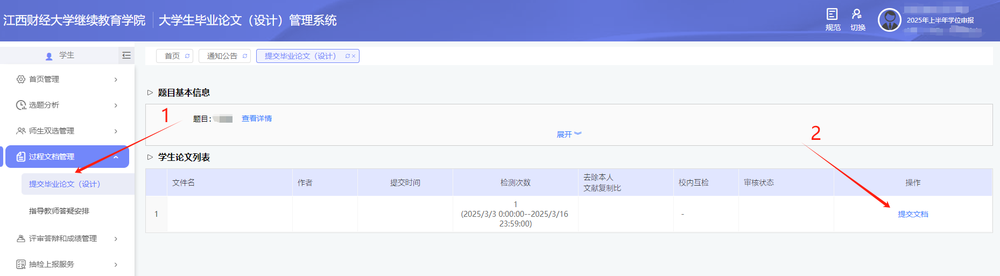 江西财经大学继续教育学院 大学生毕业论文（设计）管理系统
规范 切换
2025年上半年学位申报
学生
首页 通知公告 提交毕业论文（设计）
首页管理
选题分析
师生双选管理
过程文档管理
提交毕业论文（设计）
指导教师答疑安排
评审答辩和成绩管理
抽检上报服务
题目基本信息
1
题目: 查看详情
展开
2
学生论文列表
文件名 作者 提交时间 检测次数 去除本人 校内互检 审核状态 操作
文献复制比
1 1 - 提交文档
(2025/3/3 0:00:00--2025/3/16
23:59:00)